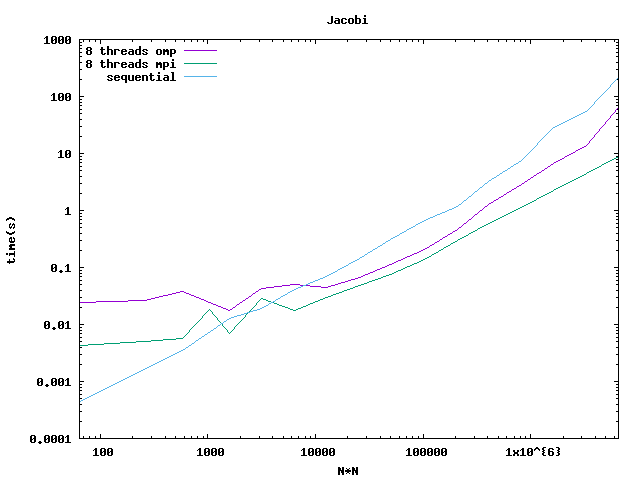 Jacobi
1000
100
10
1
0.1
0.01
0.001
0.0001
time(s)
8 threads omp
8 threads mpi
sequential
100
1000
10000
100000
1x10^{6}
N*N